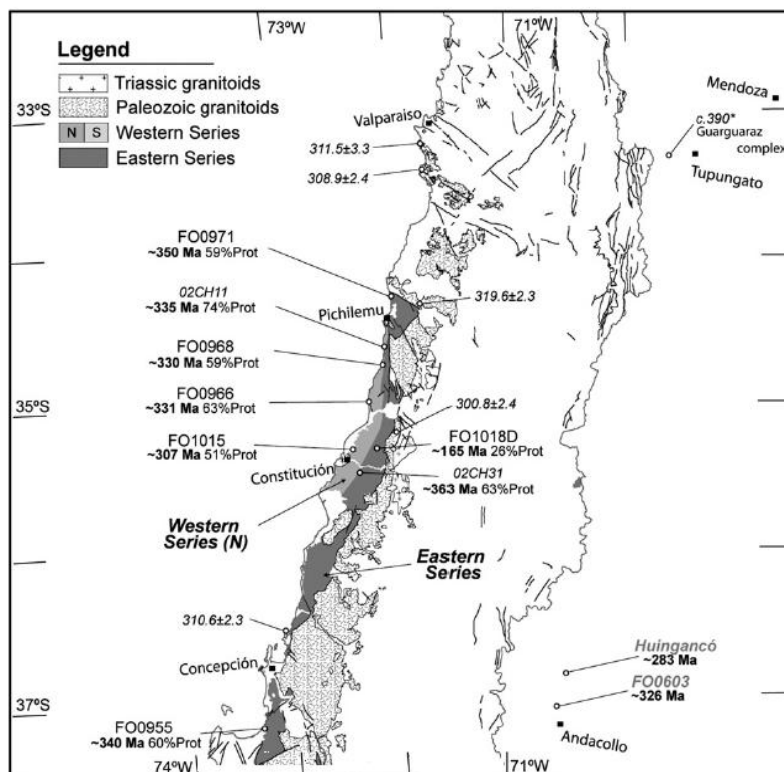 73ºW
71ºW
Legend
Triassic granitoids
Paleozoic granitoids
N S Western Series
Eastern Series
33ºS
Mendoza
Valparaiso
c.390*
Guarguaraz
complex
311.5±3.3
Tupungato
308.9±2.4
FO0971
~350 Ma 59%Prot
02CH11
~335 Ma 74%Prot
319.6±2.3
Pichilemu
FO0968
~330 Ma 59%Prot
FO0966
~331 Ma 63%Prot
35ºS
300.8±2.4
FO1015
~307 Ma 51%Prot
FO1018D
~165 Ma 26%Prot
Constitución
02CH31
~363 Ma 63%Prot
Western
Series (N)
Eastern
Series
310.6±2.3
Concepción
Huingancó
~283 Ma
FO0603
~326 Ma
37ºS
FO0955
~340 Ma 60%Prot
Andacollo
74ºW
71ºW